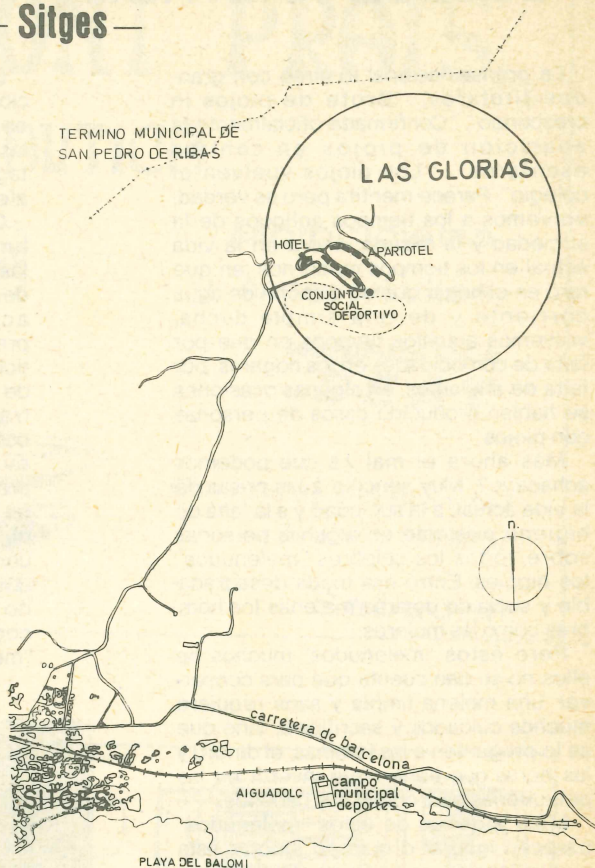 - Sitges -
TERMINO MUNICIPAL DE
SAN PEDRO DE RIBAS
LAS GLORIAS
HOTEL
APARTOTEL
CONJUNTO
SOCIAL
DEPORTIVO
n.
carretera de barcelona
SITGES
AIGUADOLÇ
campo
municipal
deportes
PLAYA DEL BALOMI